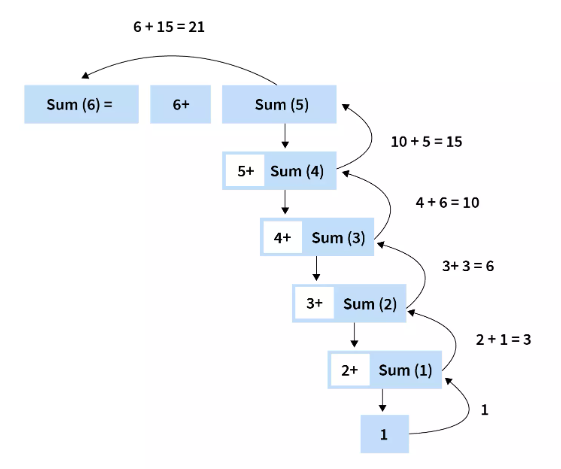 6 + 15 = 21
Sum (6) = 6+ Sum (5)
10 + 5 = 15
5+ Sum (4)
4 + 6 = 10
4+ Sum (3)
3+ 3 = 6
3+ Sum (2)
2 + 1 = 3
2+ Sum (1)
1
1